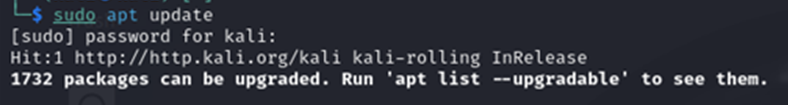 └─$ sudo apt update
[sudo] password for kali:
Hit:1 http://http.kali.org/kali kali-rolling InRelease
1732 packages can be upgraded. Run 'apt list --upgradable' to see them.